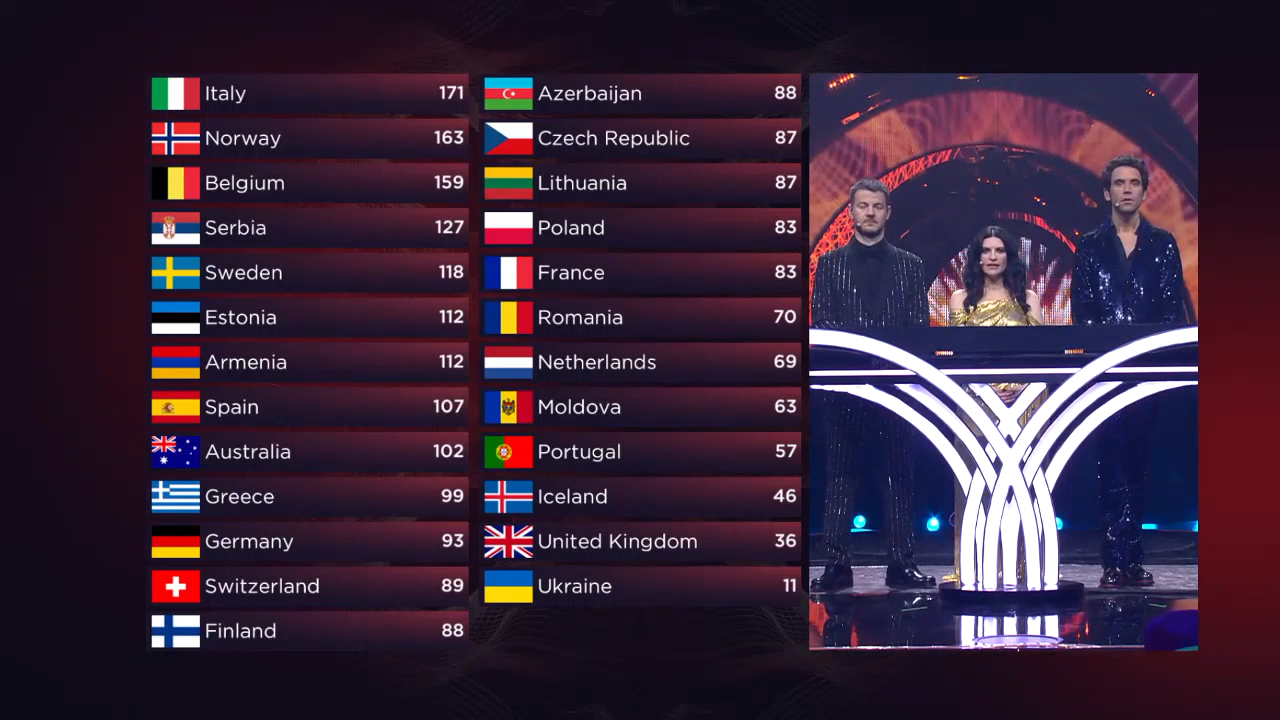 Italy 171
Norway 163
Belgium 159
Serbia 127
Sweden 118
Estonia 112
Armenia 112
Spain 107
Australia 102
Greece 99
Germany 93
Switzerland 89
Finland 88
Azerbaijan 88
Czech Republic 87
Lithuania 87
Poland 83
France 83
Romania 70
Netherlands 69
Moldova 63
Portugal 57
Iceland 46
United Kingdom 36
Ukraine 11